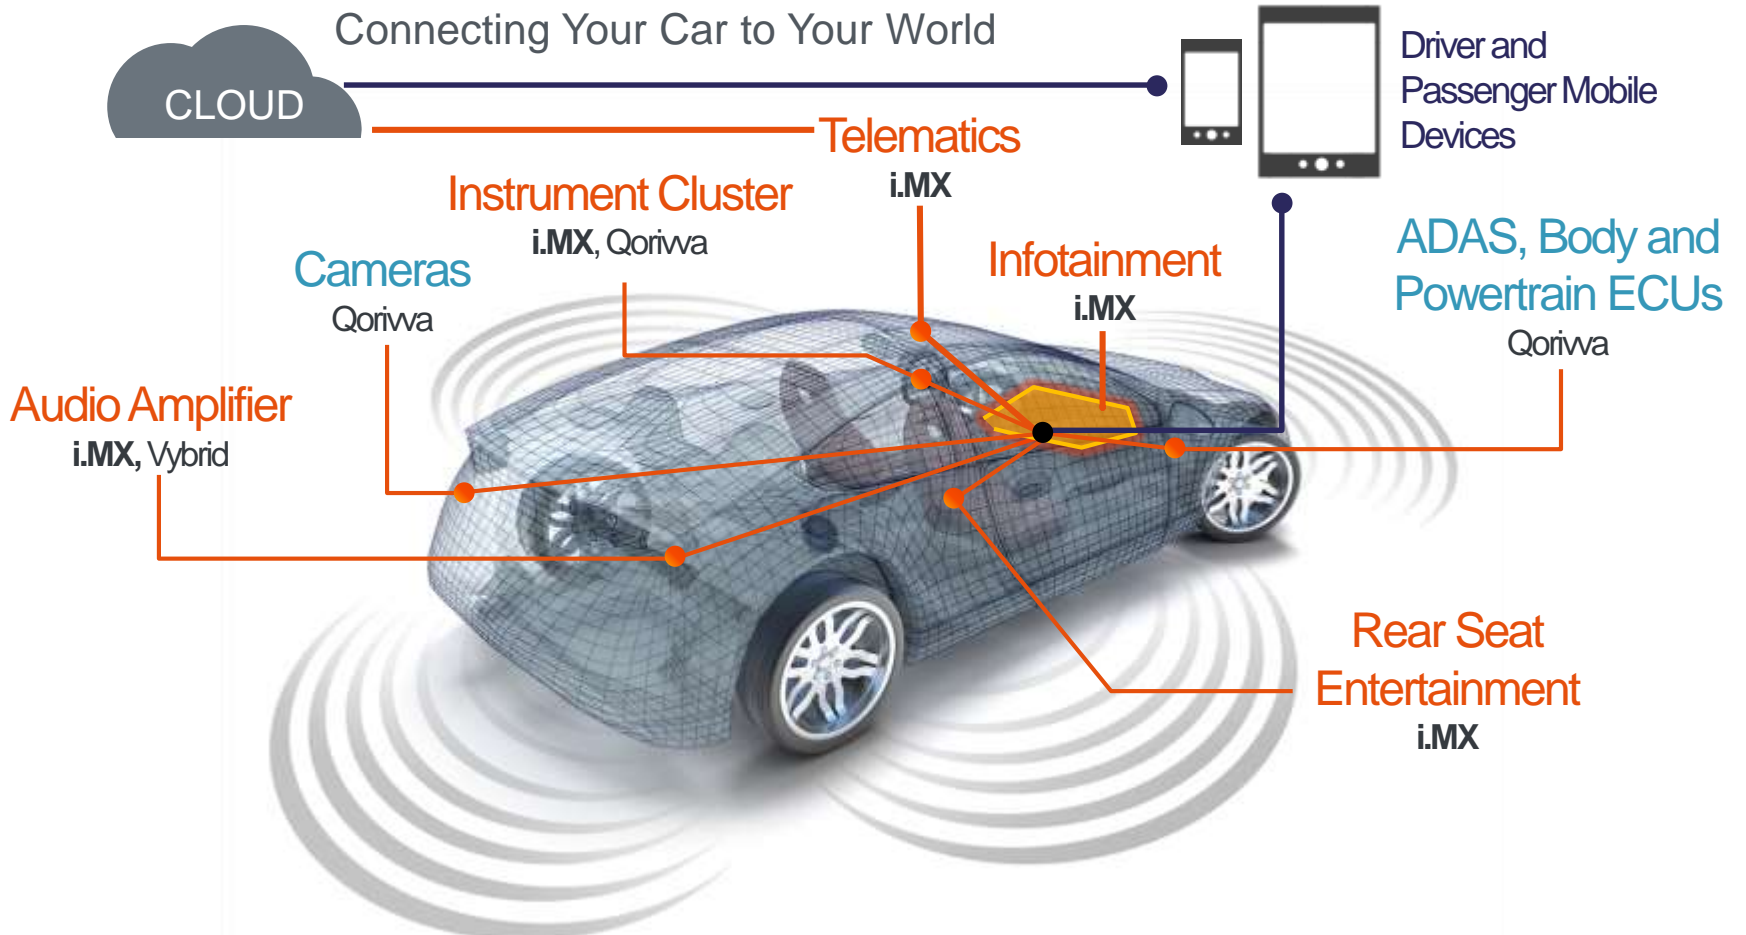 Connecting Your Car to Your World
CLOUD
Driver and
Passenger Mobile
Devices
Telematics
i.MX
Instrument Cluster
i.MX, Qorivva
Cameras
Qorivva
Infotainment
i.MX
ADAS, Body and
Powertrain ECUs
Qorivva
Audio Amplifier
i.MX, Vybrid
Rear Seat
Entertainment
i.MX